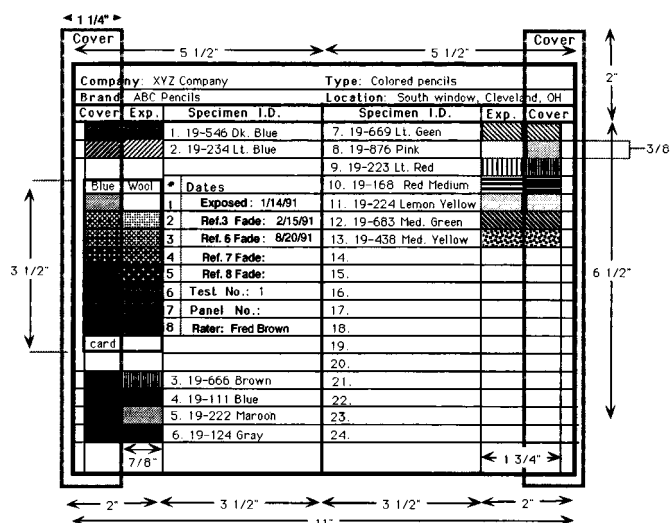 1 1/4"
Cover
Cover
5 1/2"
5 1/2"
Company: XYZ Company
Type: Colored pencils
2"
Brand: ABC Pencils
Location: South window, Cleveland, OH
Cover Exp. Specimen I.D.
Specimen I.D. Exp. Cover
1. 19-546 Dk. Blue
7. 19-669 Lt. Geen
2. 19-234 Lt. Blue
8. 19-876 Pink
3/8
9. 19-223 Lt. Red
Blue Wool # Dates
10. 19-168 Red Medium
1 Exposed: 1/14/91
11. 19-224 Lemon Yellow
2 Ref.3 Fade: 2/15/91
12. 19-683 Med. Green
3 Ref.6 Fade: 8/20/91
13. 19-438 Med. Yellow
4 Ref.7 Fade:
14.
3 1/2"
5 Ref.8 Fade:
15.
6 1/2"
6 Test No.: 1
16.
7 Panel No.:
17.
8 Rater: Fred Brown
18.
card
19.
20.
3. 19-666 Brown
21.
4. 19-111 Blue
22.
5. 19-222 Maroon
23.
6. 19-124 Gray
24.
7/8"
1 3/4"
2"
3 1/2"
3 1/2"
2"
11"